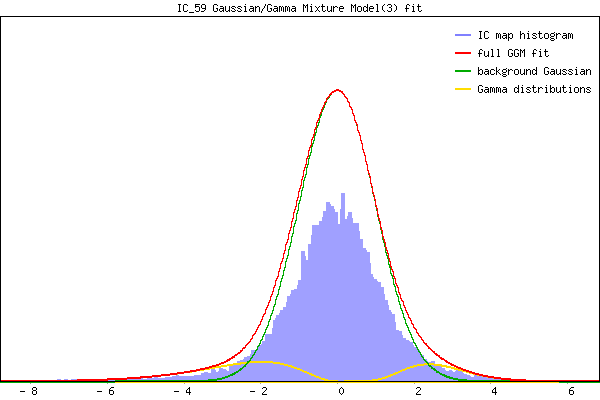 IC_59 Gaussian/Gamma Mixture Model(3) fit
IC map histogram
full GGM fit
background Gaussian
Gamma distributions
-8 -6 -4 -2 0 2 4 6